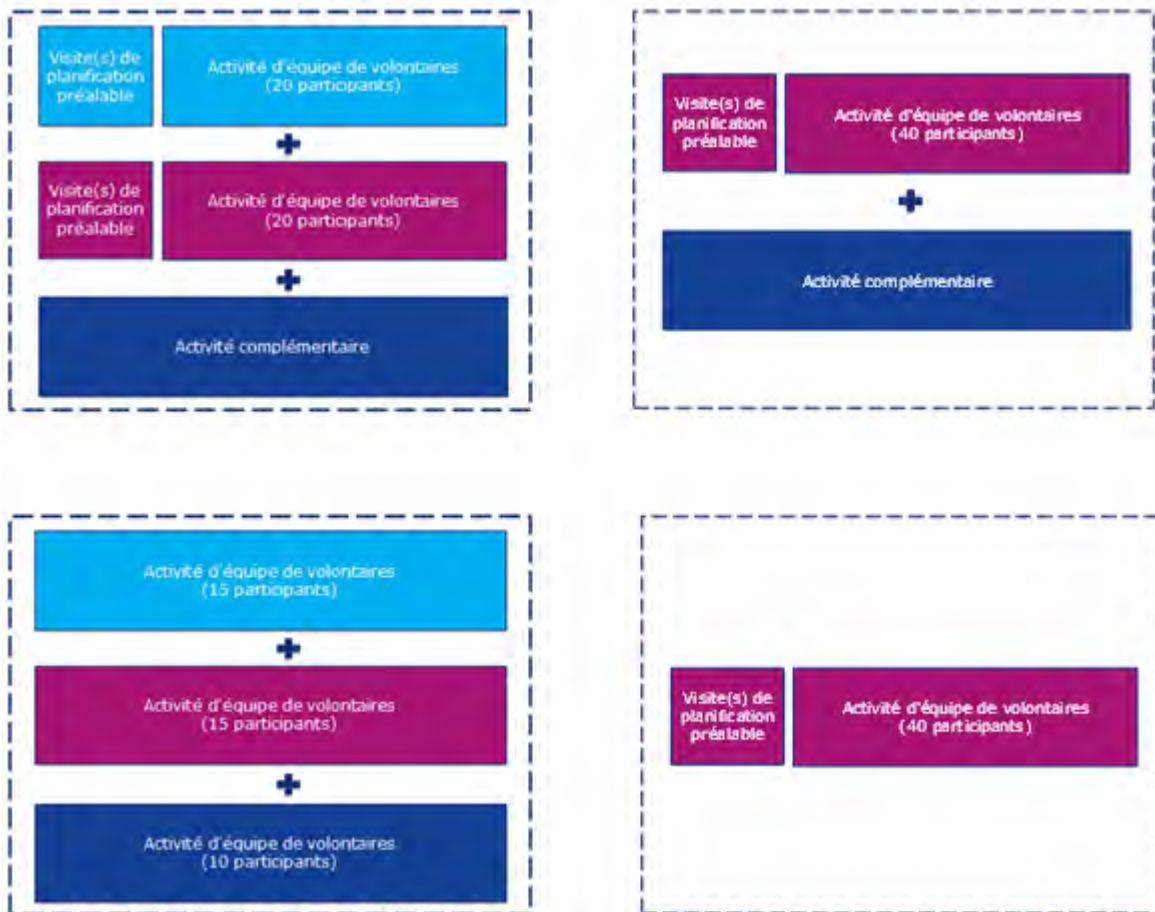 Visite(s) de
planification
préalable
Activité d'équipe de volontaires
(20 participants)
Visite(s) de
planification
préalable
Activité d'équipe de volontaires
(20 participants)
Activité complémentaire
Visite(s) de
planification
préalable
Activité d'équipe de volontaires
(40 participants)
Activité complémentaire
Activité d'équipe de volontaires
(15 participants)
Activité d'équipe de volontaires
(15 participants)
Activité d'équipe de volontaires
(10 participants)
Visite(s) de
planification
préalable
Activité d'équipe de volontaires
(40 participants)